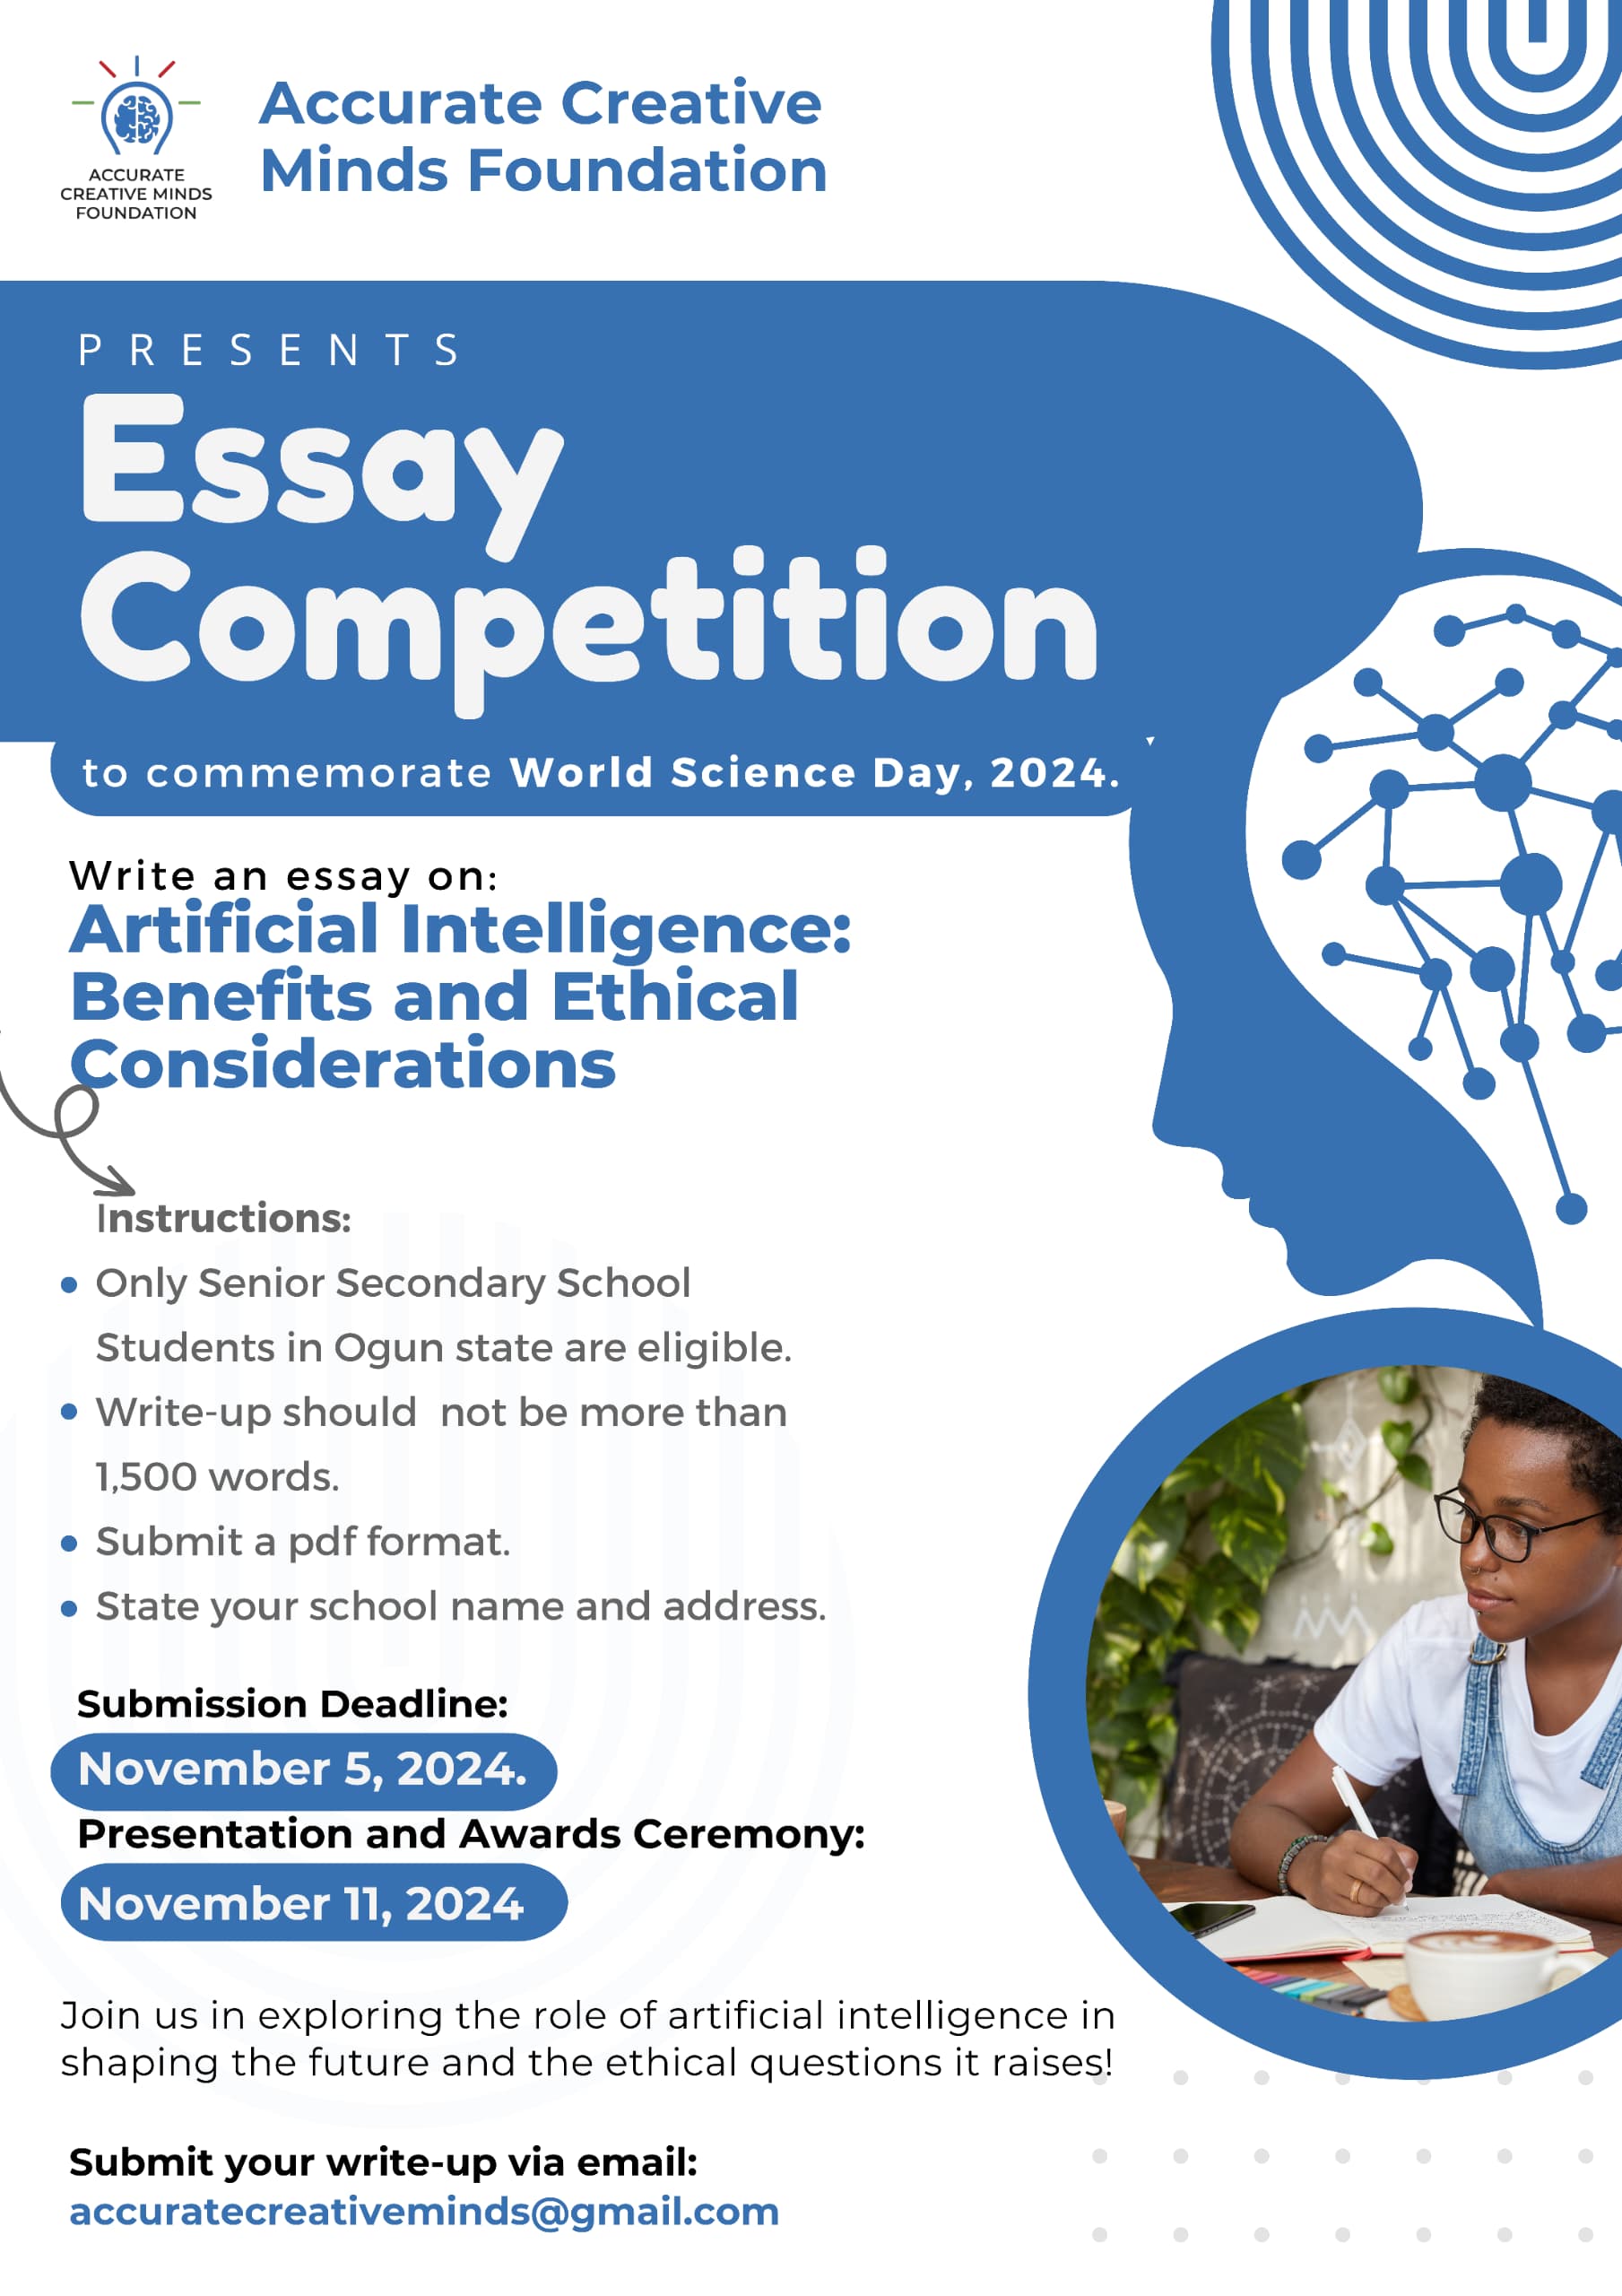 ACCURATE
CREATIVE MINDS
FOUNDATION
Accurate Creative
Minds Foundation
PRESENTS
Essay
Competition
to commemorate World Science Day, 2024.
Write an essay on:
Artificial Intelligence:
Benefits and Ethical
Considerations
Instructions:
• Only Senior Secondary School
Students in Ogun state are eligible.
• Write-up should  not be more than
1,500 words.
• Submit a pdf format.
• State your school name and address.
Submission Deadline:
November 5, 2024.
Presentation and Awards Ceremony:
November 11, 2024
Join us in exploring the role of artificial intelligence in
shaping the future and the ethical questions it raises!
Submit your write-up via email:
accuratecreativeminds@gmail.com